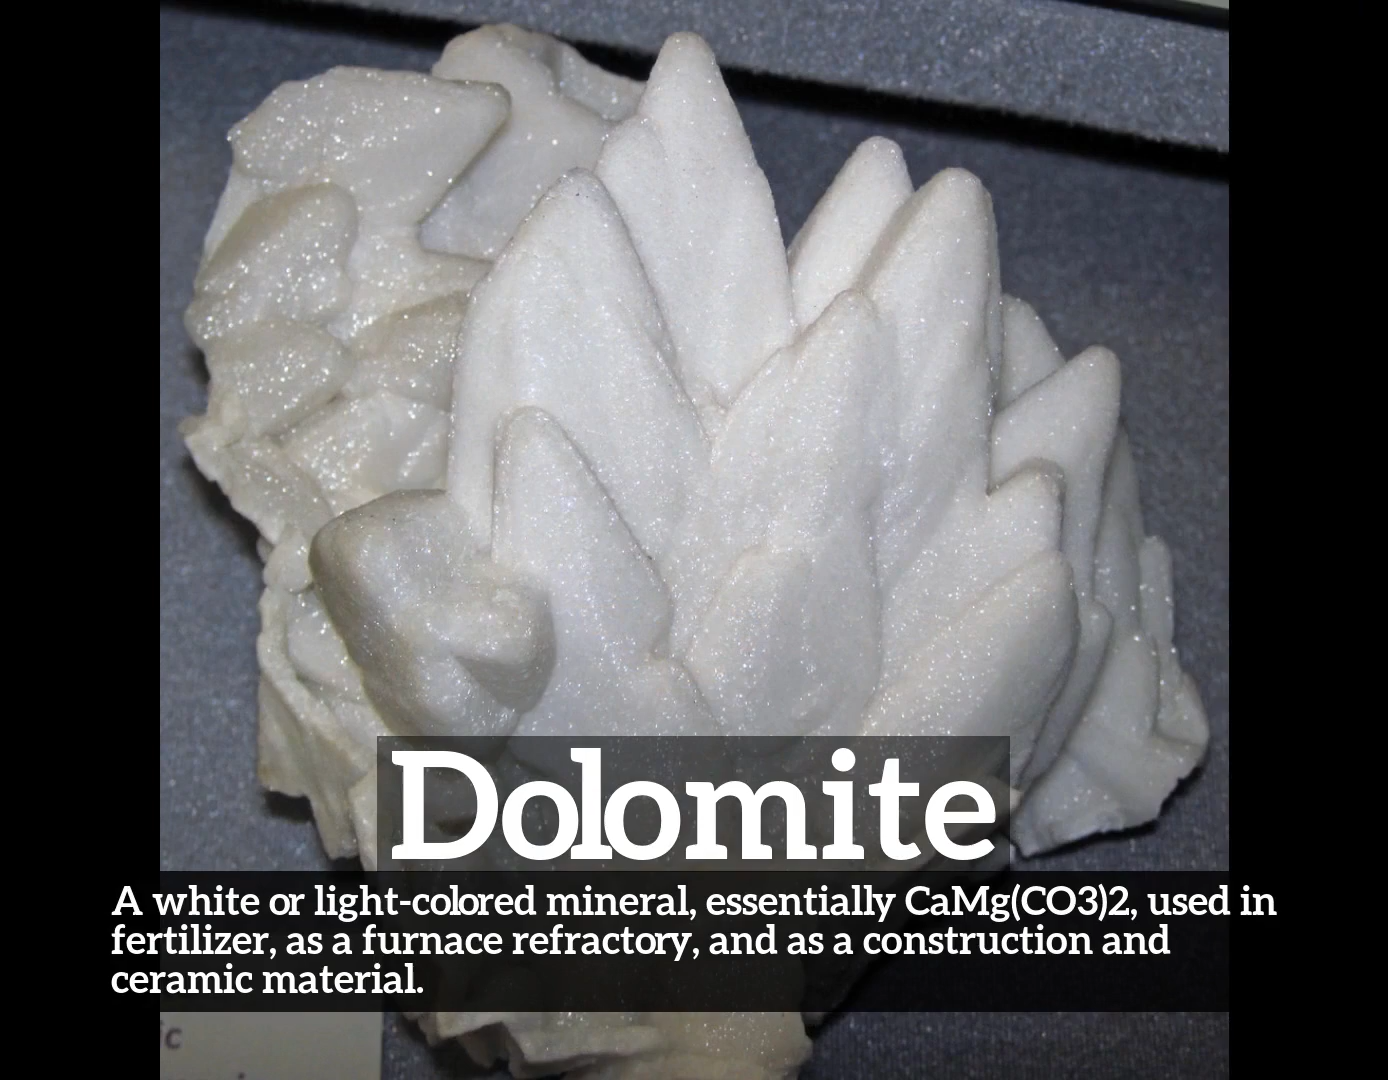 Dolomite
A white or light-colored mineral, essentially CaMg(CO3)2, used in
fertilizer, as a furnace refractory, and as a construction and
ceramic material.